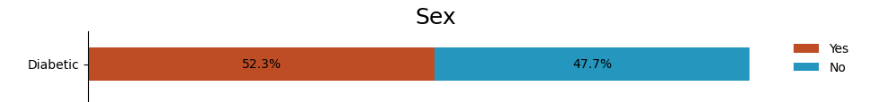 Sex
Diabetic
52.3%
47.7%
Yes
No